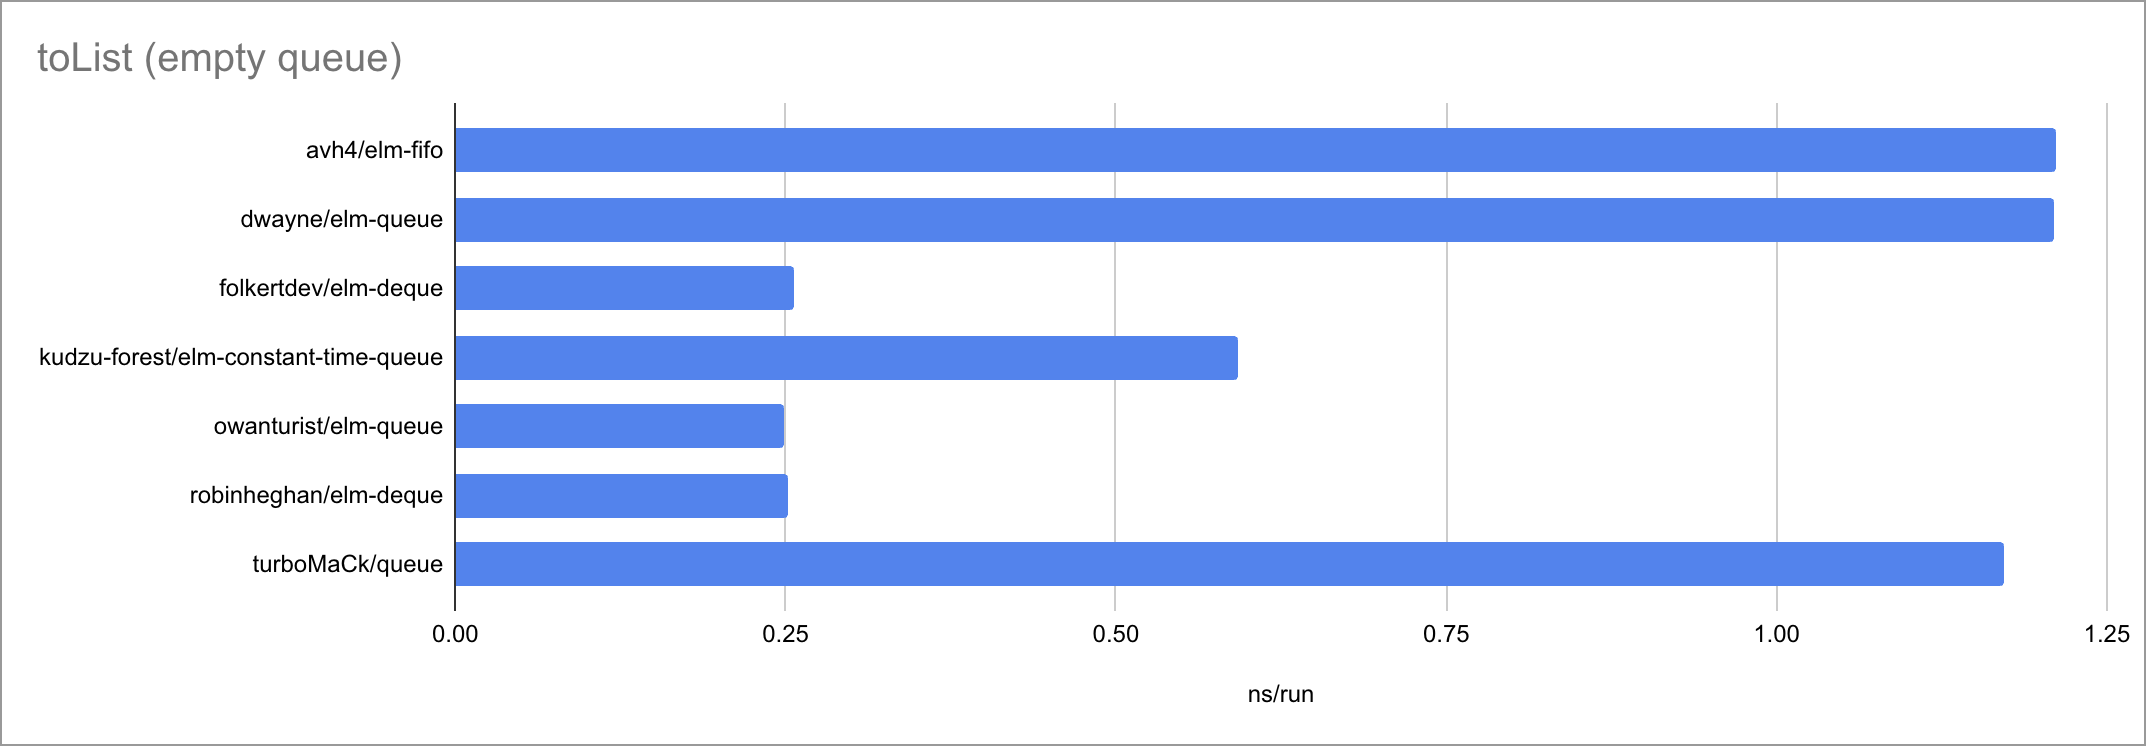 toList (empty queue)
avh4/elm-fifo
dwayne/elm-queue
folkertdev/elm-deque
kudzu-forest/elm-constant-time-queue
owanturist/elm-queue
robinheghan/elm-deque
turboMaCk/queue
0.00 0.25 0.50 0.75 1.00 1.25
ns/run